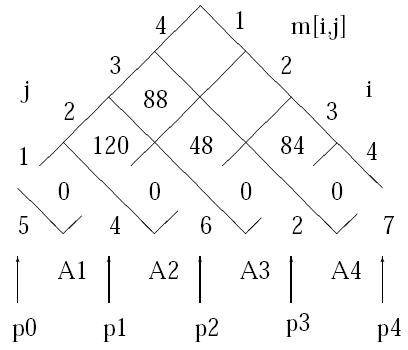 4 1 m[i,j]
3 2
j 88 i
2 3
120 48 84
1 4
0 0 0 0
5 4 6 2 7
A1 A2 A3 A4
p0 p1 p2 p3 p4